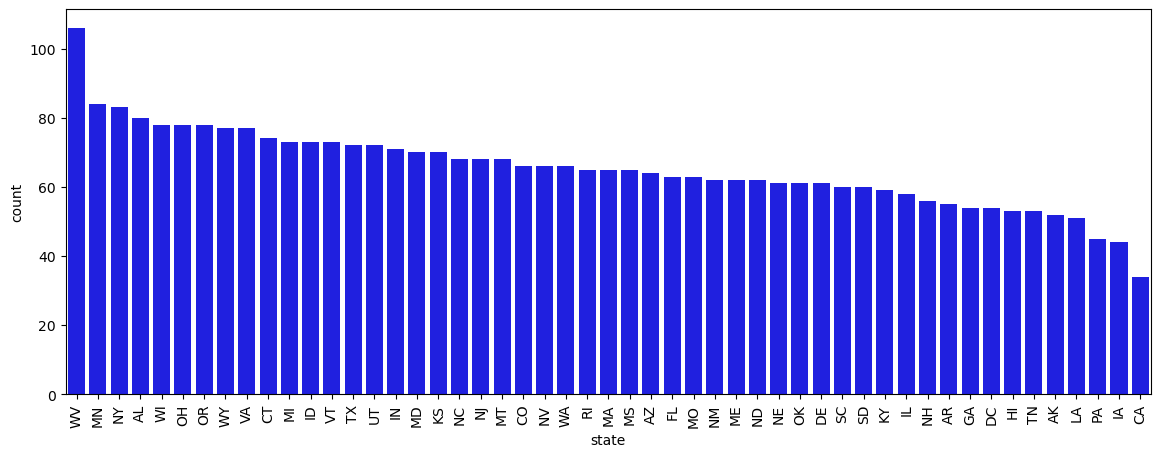 count
100
80
60
40
20
0
WV MN NY AL WI OH OR WY VA CT MI ID VT TX UT IN MD KS NC NJ MT CO NV WA RI MA MS AZ FL MO NM ME ND NE OK DE SC SD KY IL NH AR GA DC HI TN AK LA PA IA CA
state